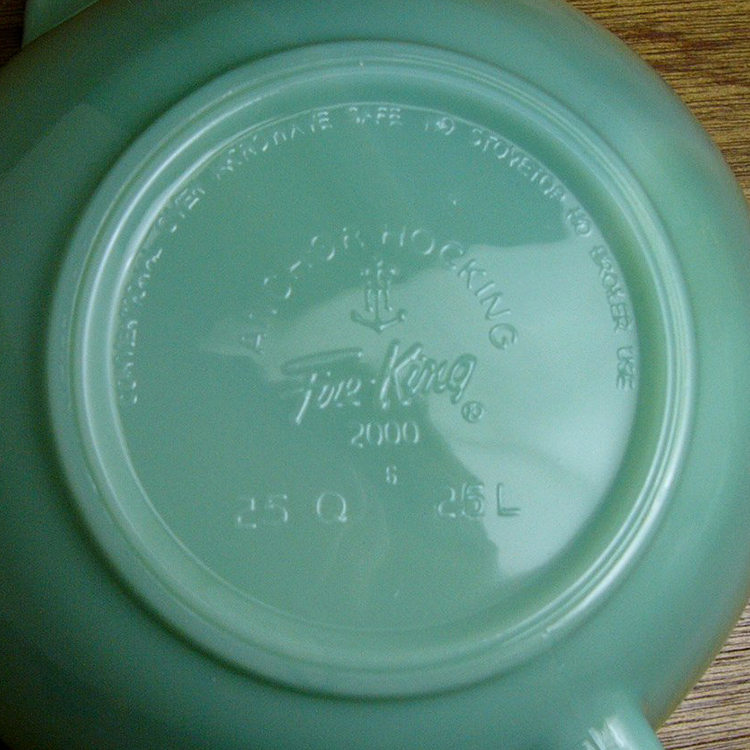 CONVENTIONAL OVEN MICROWAVE SAFE NO STOVETOP NO BROILER USE
ANCHOR HOCKING
Fire-King®
2000
6
2.5 Q 2.5 L